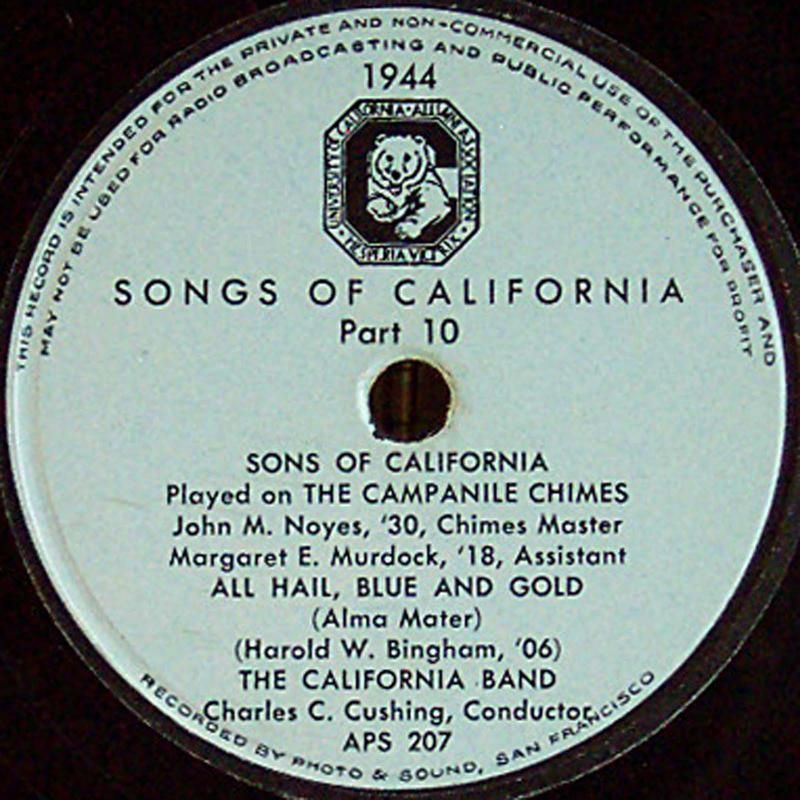 THIS RECORD IS INTENDED FOR THE PRIVATE AND NON-COMMERCIAL USE OF THE PURCHASER AND
MAY NOT BE USED FOR RADIO BROADCASTING AND PUBLIC PERFORMANCE FOR PROFIT
1944
UNIVERSITY OF CALIFORNIA · ALUMNI ASSOCIATION
· HESPERIA VICTRIX ·
SONGS OF CALIFORNIA
Part 10
SONS OF CALIFORNIA
Played on THE CAMPANILE CHIMES
John M. Noyes, '30, Chimes Master
Margaret E. Murdock, '18, Assistant
ALL HAIL, BLUE AND GOLD
(Alma Mater)
(Harold W. Bingham, '06)
THE CALIFORNIA BAND
Charles C. Cushing, Conductor
APS 207
RECORDED BY PHOTO & SOUND, SAN FRANCISCO